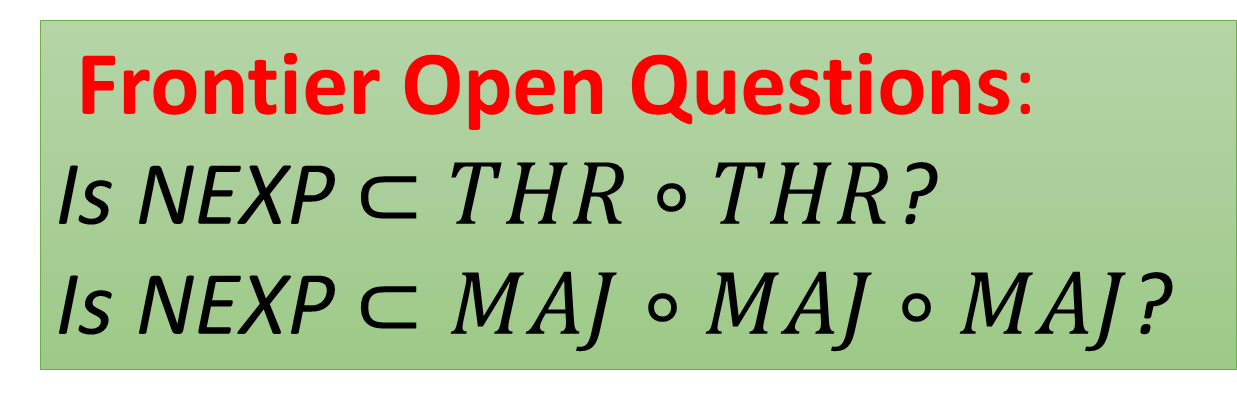 Frontier Open Questions:
Is NEXP ⊂ THR ∘ THR?
Is NEXP ⊂ MAJ ∘ MAJ ∘ MAJ?